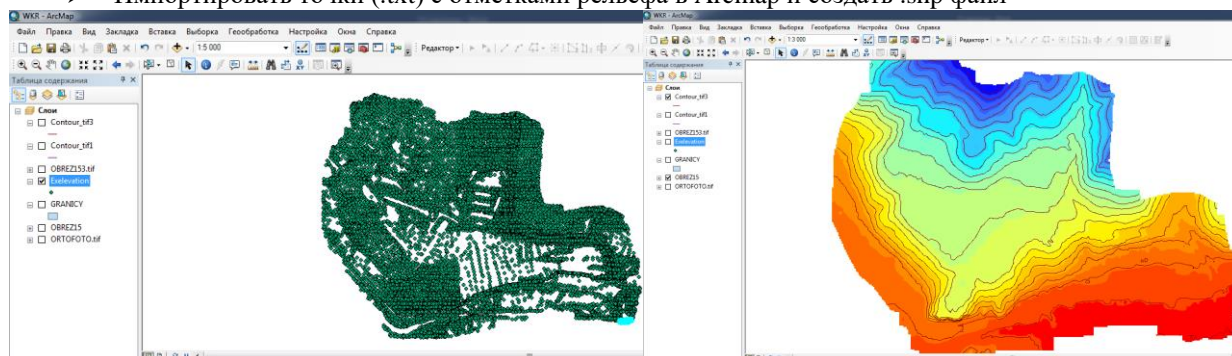 ➢ Импортировать точки (.txt) с отметками рельефа в Arcmap и создать .shp файл
WKR - ArcMap
Файл Правка Вид Закладка Вставка Выборка Геообработка Настройка Окна Справка
1:5 000
Редактор
Таблица содержания
Слои
Contour_tif3
Contour_tif1
OBREZ153.tif
Eselevation
GRANICY
OBREZ15
ORTOFOTO.tif
WKR - ArcMap
Файл Правка Вид Закладка Вставка Выборка Геообработка Настройка Окна Справка
1:3 000
Редактор
Таблица содержания
Слои
Contour_tif3
Contour_tif1
OBREZ153.tif
Eselevation
GRANICY
OBREZ15
ORTOFOTO.tif